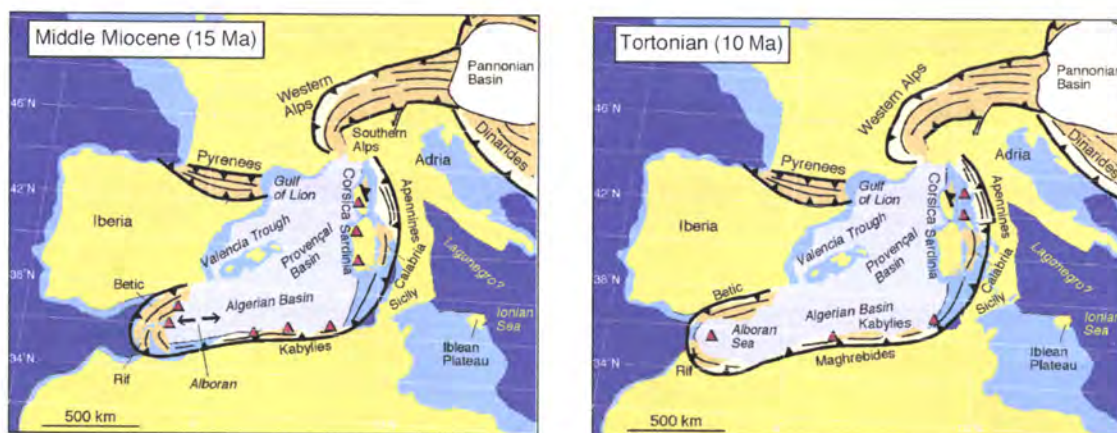 Middle Miocene (15 Ma)
Pannonian
Basin
Western
Alps
46°N
Southern
Alps
Dinarides
Adria
Pyrenees
Gulf
of Lion
42°N
Corsica
Sardinia
Apennines
Iberia
Valencia Trough
Provençal
Basin
Lagonegro?
38°N
Calabria
Betic
Algerian Basin
Sicily
Ionian
Sea
34°N
Kabylies
Iblean
Plateau
Rif
Alboran
500 km
Tortonian (10 Ma)
Pannonian
Basin
Western Alps
46°N
Dinarides
Adria
Pyrenees
Gulf
of Lion
42°N
Corsica
Sardinia
Apennines
Iberia
Valencia Trough
Provençal
Basin
Lagonegro?
38°N
Calabria
Betic
Algerian Basin
Sicily
Kabylies
Ionian
Sea
Alboran
Sea
34°N
Maghrebides
Iblean
Plateau
Rif
500 km